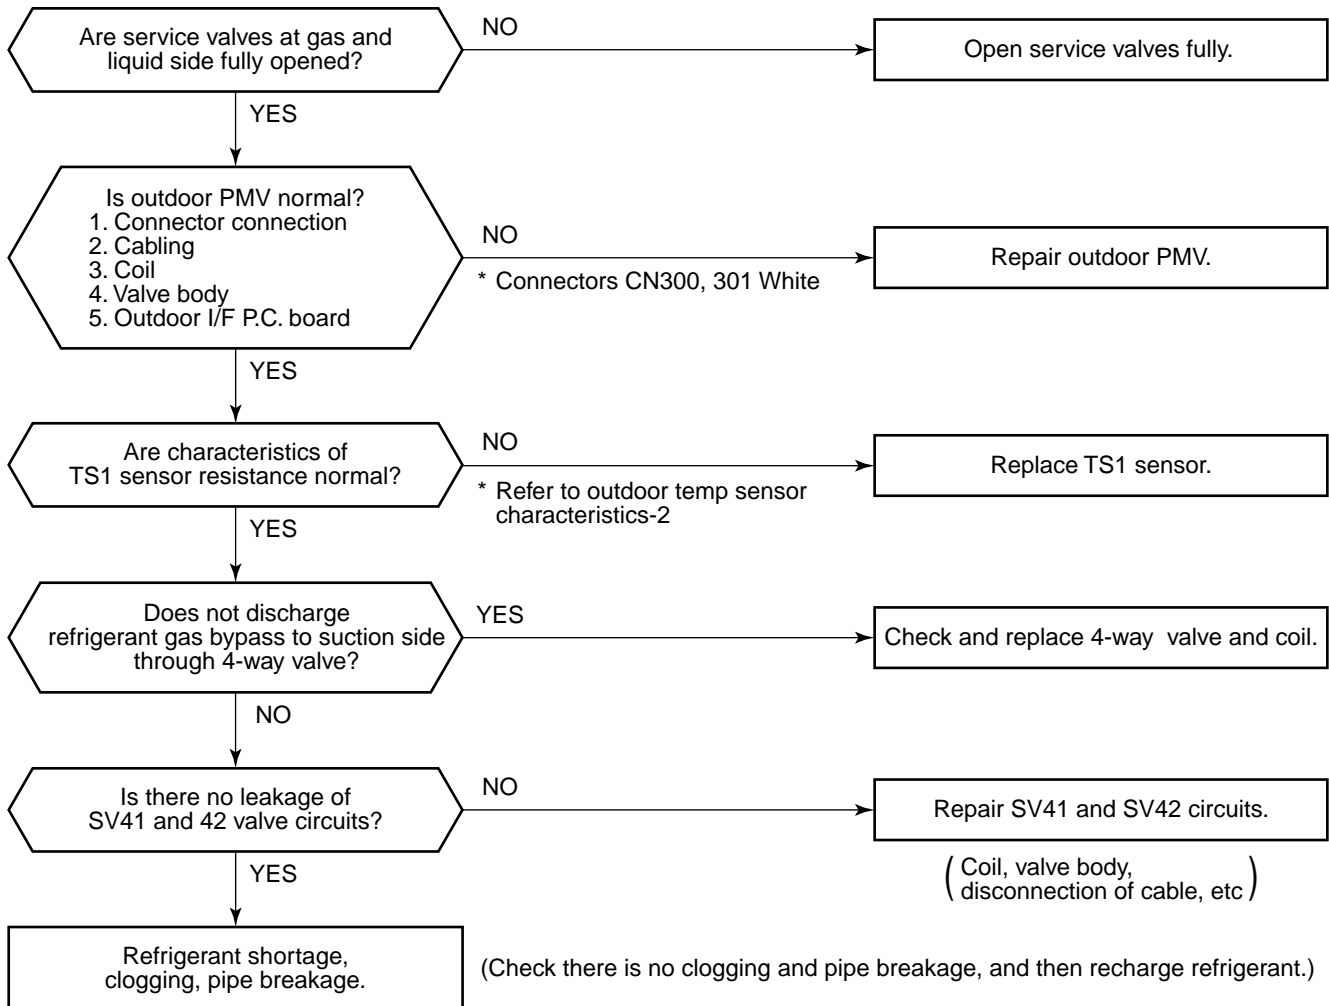 Are service valves at gas and
liquid side fully opened?
NO
Open service valves fully.
YES
Is outdoor PMV normal?
1. Connector connection
2. Cabling
3. Coil
4. Valve body
5. Outdoor I/F P.C. board
NO
* Connectors CN300, 301 White
Repair outdoor PMV.
YES
Are characteristics of
TS1 sensor resistance normal?
NO
* Refer to outdoor temp sensor
characteristics-2
Replace TS1 sensor.
YES
Does not discharge
refrigerant gas bypass to suction side
through 4-way valve?
YES
Check and replace 4-way valve and coil.
NO
Is there no leakage of
SV41 and 42 valve circuits?
NO
Repair SV41 and SV42 circuits.
(Coil, valve body,
disconnection of cable, etc)
YES
Refrigerant shortage,
clogging, pipe breakage.
(Check there is no clogging and pipe breakage, and then recharge refrigerant.)